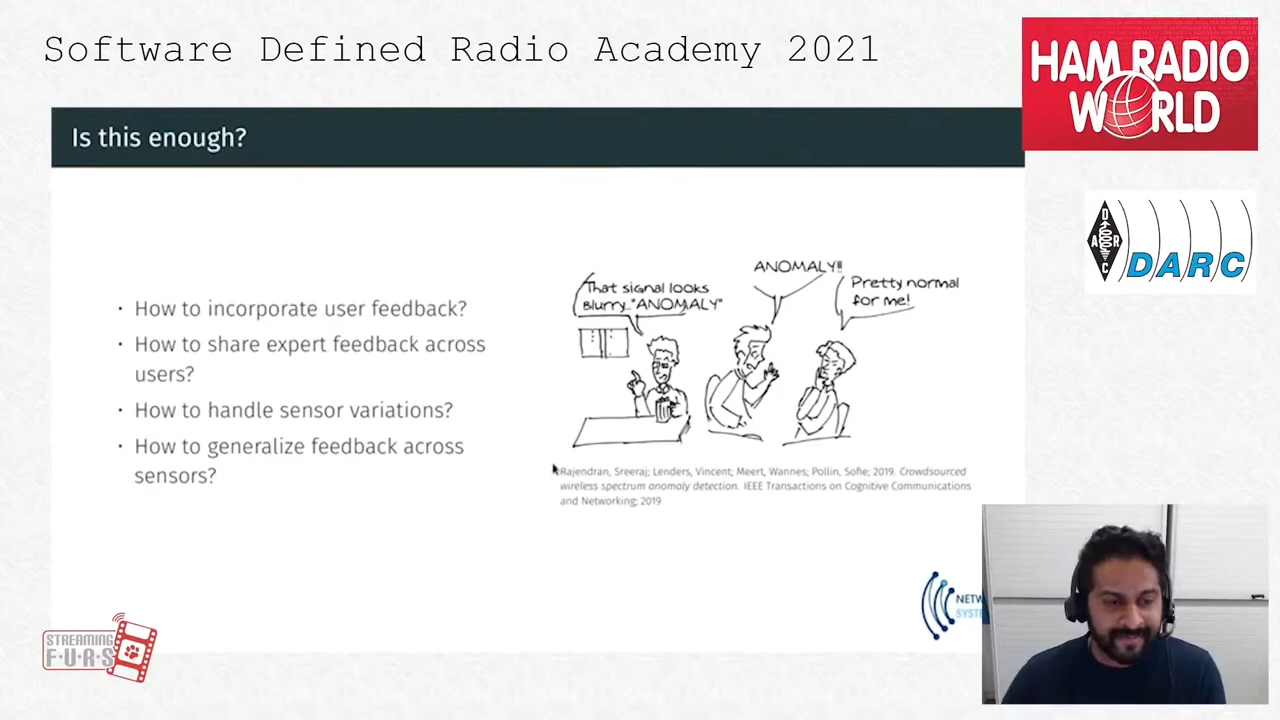 Software Defined Radio Academy 2021
HAM RADIO
WORLD
Is this enough?
D
A R
C
DARC
• How to incorporate user feedback?
• How to share expert feedback across
users?
• How to handle sensor variations?
• How to generalize feedback across
sensors?
That signal looks
Blurry.."ANOMALY"
ANOMALY!!
Pretty normal
for me!
Rajendran, Sreeraj; Lenders, Vincent; Meert, Wannes; Pollin, Sofie; 2019. Crowdsourced
wireless spectrum anomaly detection. IEEE Transactions on Cognitive Communications
and Networking; 2019
NETW
SYSTE
STREAMING
F·U·R·S